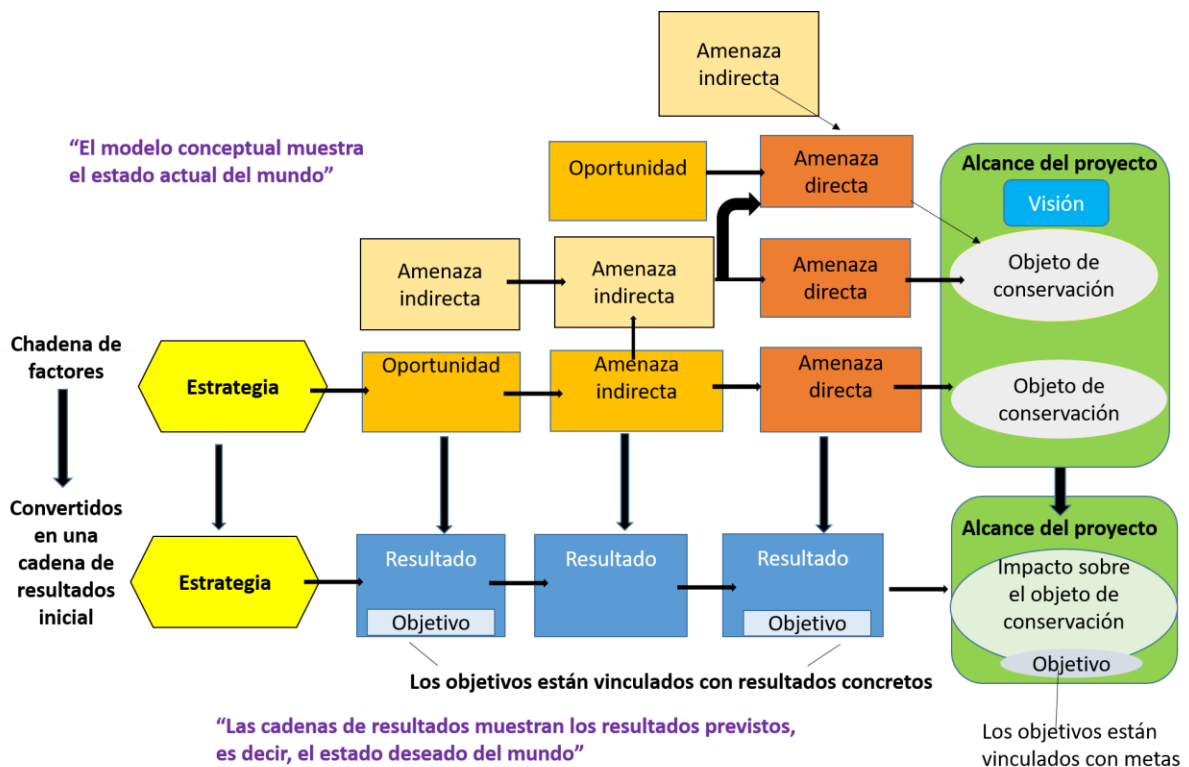 Amenaza
indirecta
“El modelo conceptual muestra
el estado actual del mundo”
Oportunidad
Amenaza
directa
Alcance del proyecto
Visión
Amenaza
indirecta
Amenaza
indirecta
Amenaza
directa
Objeto de
conservación
Chadena de
factores
Estrategia
Oportunidad
Amenaza
indirecta
Amenaza
directa
Objeto de
conservación
Convertidos
en una
cadena de
resultados
inicial
Estrategia
Resultado
Objetivo
Resultado
Resultado
Objetivo
Alcance del proyecto
Impacto sobre
el objeto de
conservación
Objetivo
Los objetivos están vinculados con resultados concretos
“Las cadenas de resultados muestran los resultados previstos,
es decir, el estado deseado del mundo”
Los objetivos están
vinculados con metas